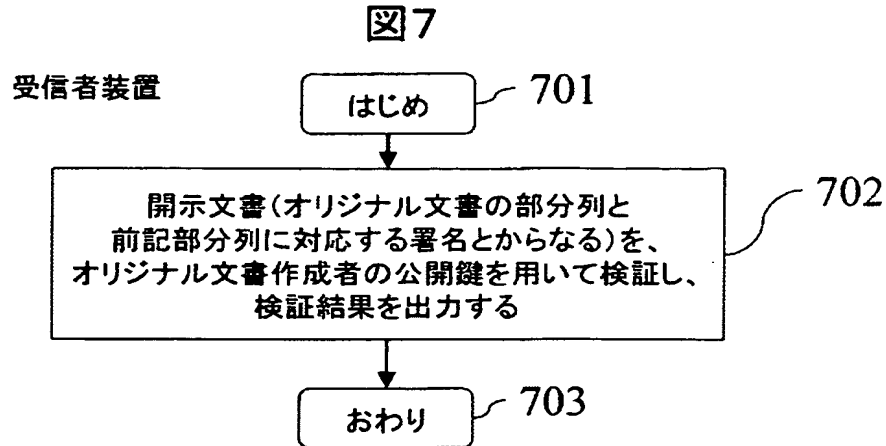 図7
受信者装置
はじめ
701
開示文書(オリジナル文書の部分列と
前記部分列に対応する署名とからなる)を、
オリジナル文書作成者の公開鍵を用いて検証し、
検証結果を出力する
702
おわり
703